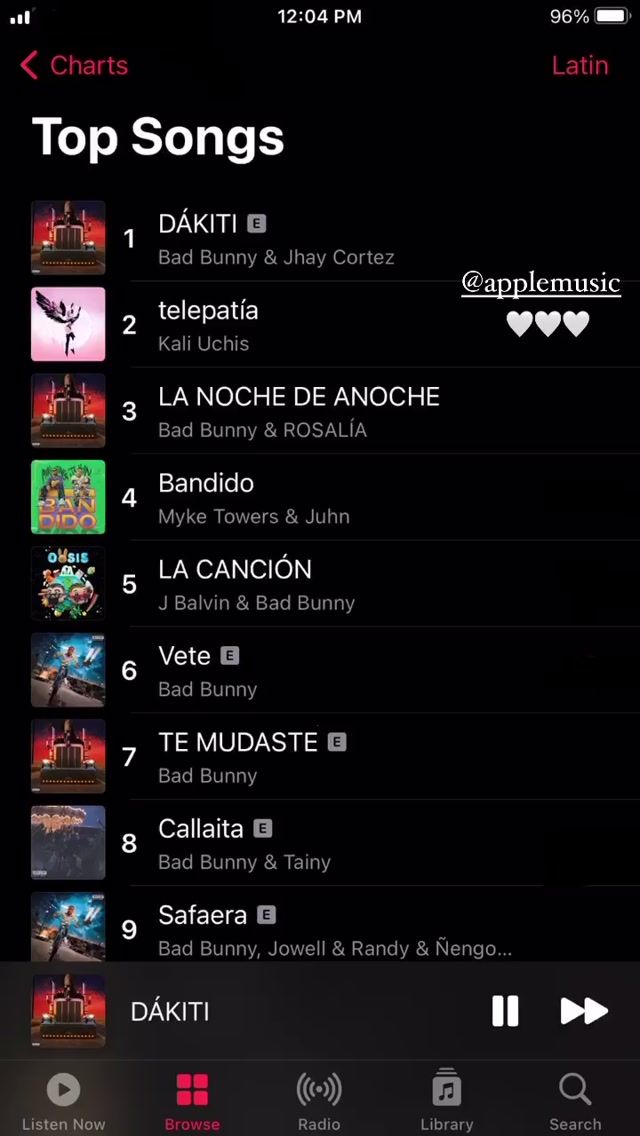 12:04 PM 96%
Charts Latin
Top Songs
1 DÁKITI E
Bad Bunny & Jhay Cortez
@applemusic
2 telepatía
Kali Uchis
3 LA NOCHE DE ANOCHE
Bad Bunny & ROSALÍA
BANDIDO
4 Bandido
Myke Towers & Juhn
OASIS
5 LA CANCIÓN
J Balvin & Bad Bunny
6 Vete E
Bad Bunny
7 TE MUDASTE E
Bad Bunny
8 Callaita E
Bad Bunny & Tainy
9 Safaera E
Bad Bunny, Jowell & Randy & Ñengo...
DÁKITI
Listen Now Browse Radio Library Search